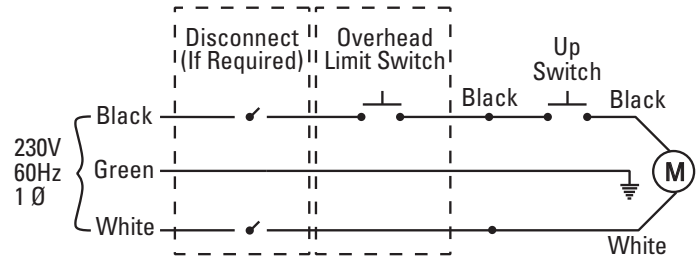 Disconnect
(If Required)
Overhead
Limit Switch
Up
Switch
Black
Black
Black
230V
60Hz
1 Ø
Green
M
White
White